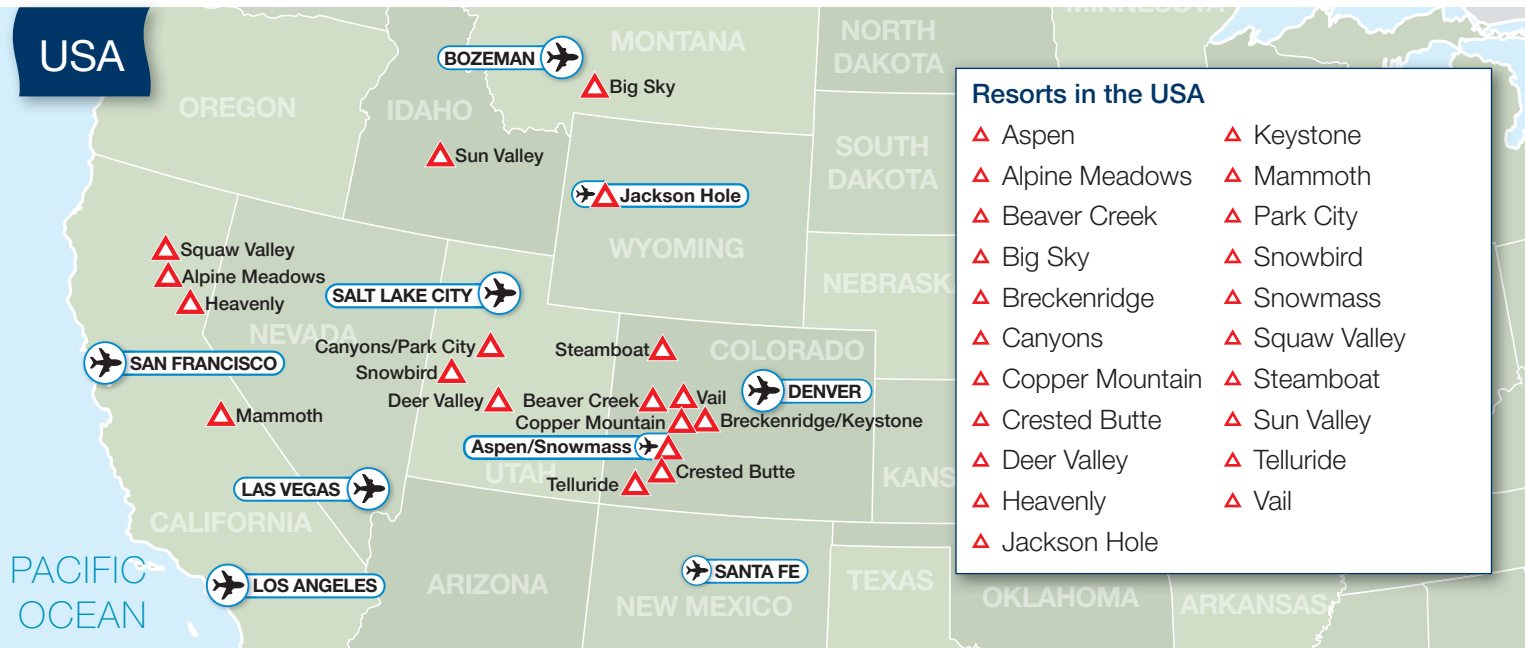 USA
MINNESOTA
NORTH
DAKOTA
MONTANA
BOZEMAN
Big Sky
OREGON
IDAHO
Sun Valley
SOUTH
DAKOTA
Jackson Hole
WYOMING
Squaw Valley
Alpine Meadows
Heavenly
SALT LAKE CITY
NEBRASKA
NEVADA
Canyons/Park City
Steamboat
COLORADO
SAN FRANCISCO
Snowbird
Deer Valley
Beaver Creek
Vail
DENVER
Mammoth
Copper Mountain
Breckenridge/Keystone
Aspen/Snowmass
UTAH
Crested Butte
Telluride
KANS
LAS VEGAS
CALIFORNIA
PACIFIC
OCEAN
LOS ANGELES
ARIZONA
SANTA FE
NEW MEXICO
TEXAS
OKLAHOMA
ARKANSAS
Resorts in the USA
Aspen
Alpine Meadows
Beaver Creek
Big Sky
Breckenridge
Canyons
Copper Mountain
Crested Butte
Deer Valley
Heavenly
Jackson Hole
Keystone
Mammoth
Park City
Snowbird
Snowmass
Squaw Valley
Steamboat
Sun Valley
Telluride
Vail